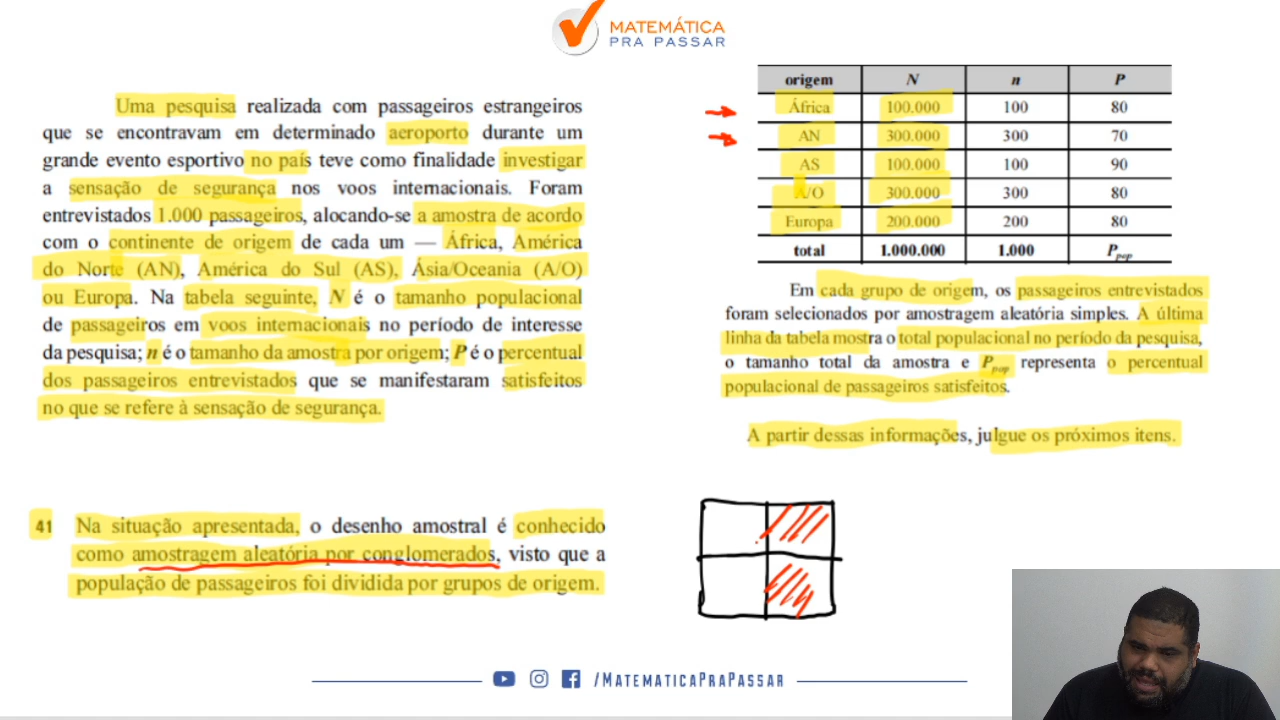 MATEMÁTICA
PRA PASSAR
Uma pesquisa realizada com passageiros estrangeiros
que se encontravam em determinado aeroporto durante um
grande evento esportivo no país teve como finalidade investigar
a sensação de segurança nos voos internacionais. Foram
entrevistados 1.000 passageiros, alocando-se a amostra de acordo
com o continente de origem de cada um — África, América
do Norte (AN), América do Sul (AS), Ásia/Oceania (A/O)
ou Europa. Na tabela seguinte, N é o tamanho populacional
de passageiros em voos internacionais no período de interesse
da pesquisa; n é o tamanho da amostra por origem; P é o percentual
dos passageiros entrevistados que se manifestaram satisfeitos
no que se refere à sensação de segurança.
origem N n P
África 100.000 100 80
AN 300.000 300 70
AS 100.000 100 90
A/O 300.000 300 80
Europa 200.000 200 80
total 1.000.000 1.000 Ppop
Em cada grupo de origem, os passageiros entrevistados
foram selecionados por amostragem aleatória simples. A última
linha da tabela mostra o total populacional no período da pesquisa,
o tamanho total da amostra e Ppop representa o percentual
populacional de passageiros satisfeitos.
A partir dessas informações, julgue os próximos itens.
41 Na situação apresentada, o desenho amostral é conhecido
como amostragem aleatória por conglomerados, visto que a
população de passageiros foi dividida por grupos de origem.
/MATEMATICAPRAPASSAR